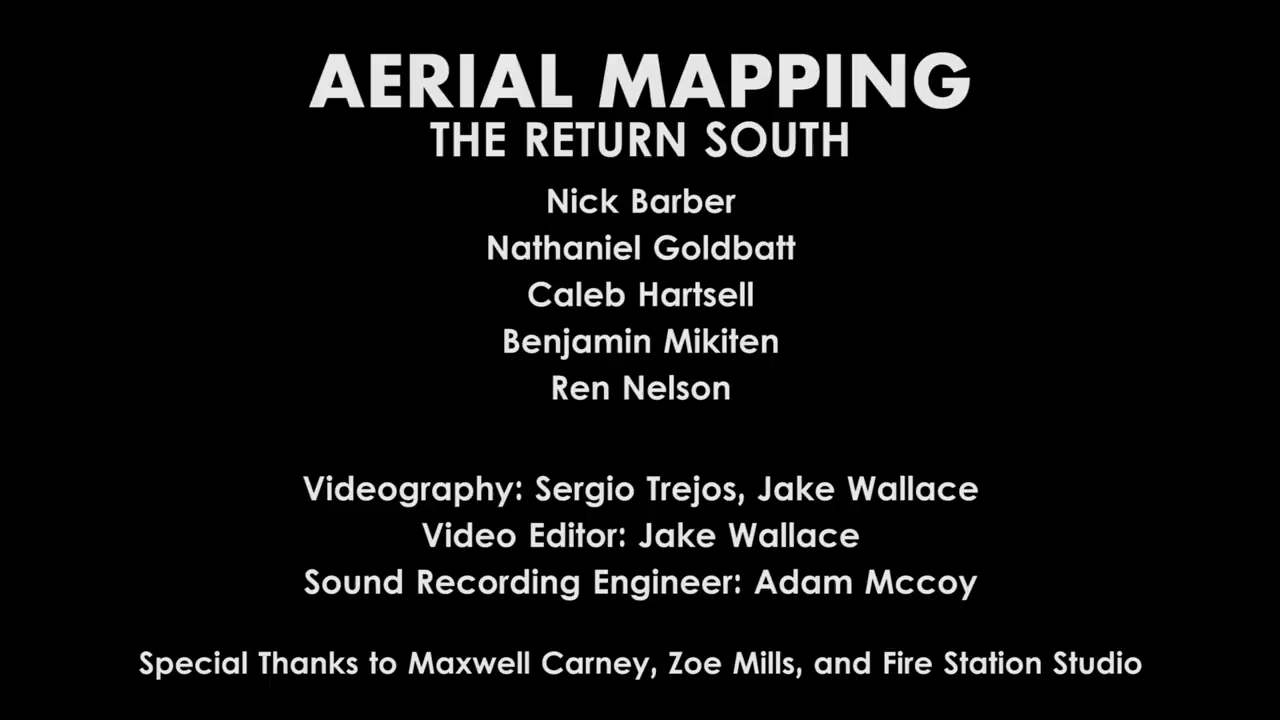 AERIAL MAPPING
THE RETURN SOUTH
Nick Barber
Nathaniel Goldbatt
Caleb Hartsell
Benjamin Mikiten
Ren Nelson
Videography: Sergio Trejos, Jake Wallace
Video Editor: Jake Wallace
Sound Recording Engineer: Adam Mccoy
Special Thanks to Maxwell Carney, Zoe Mills, and Fire Station Studio